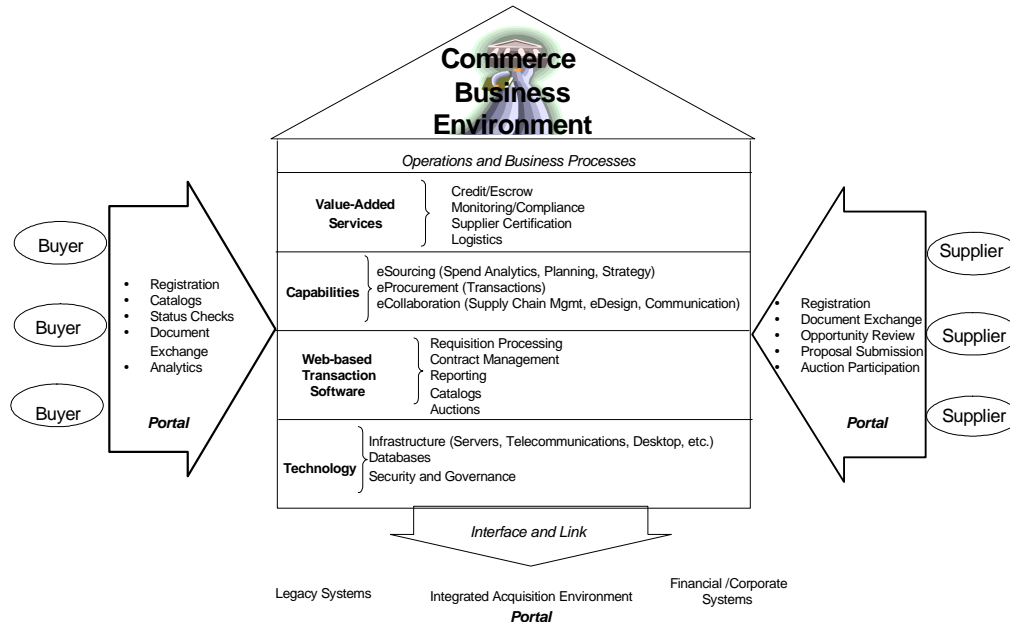 Commerce
Business
Environment
Operations and Business Processes
Value-Added
Services
Credit/Escrow
Monitoring/Compliance
Supplier Certification
Logistics
Capabilities
eSourcing (Spend Analytics, Planning, Strategy)
eProcurement (Transactions)
eCollaboration (Supply Chain Mgmt, eDesign, Communication)
Web-based
Transaction
Software
Requisition Processing
Contract Management
Reporting
Catalogs
Auctions
Technology
Infrastructure (Servers, Telecommunications, Desktop, etc.)
Databases
Security and Governance
Buyer
Buyer
Buyer
• Registration
• Catalogs
• Status Checks
• Document
Exchange
• Analytics
Portal
• Registration
• Document Exchange
• Opportunity Review
• Proposal Submission
• Auction Participation
Portal
Supplier
Supplier
Supplier
Interface and Link
Legacy Systems
Integrated Acquisition Environment
Portal
Financial /Corporate
Systems